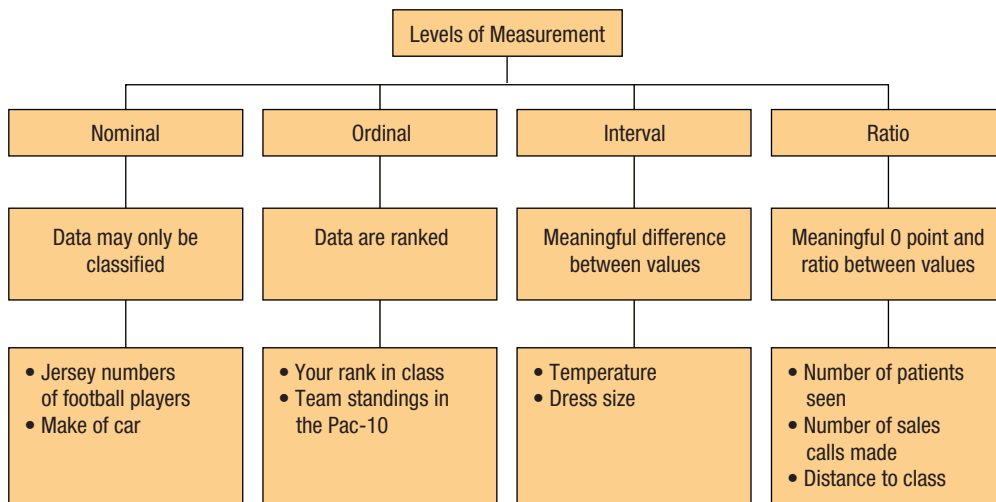 Levels of Measurement
Nominal
Ordinal
Interval
Ratio
Data may only be
classified
Data are ranked
Meaningful difference
between values
Meaningful 0 point and
ratio between values
• Jersey numbers
of football players
• Make of car
• Your rank in class
• Team standings in
the Pac-10
• Temperature
• Dress size
• Number of patients
seen
• Number of sales
calls made
• Distance to class